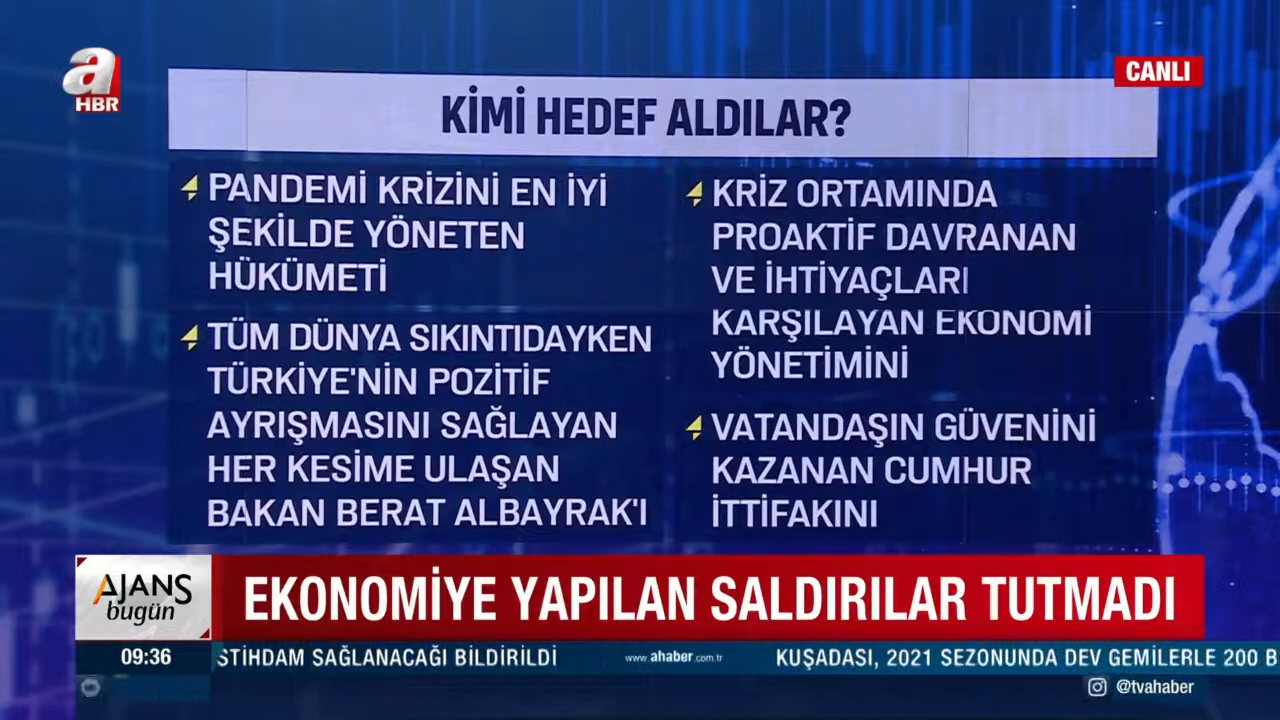 a
HBR
CANLI
KİMİ HEDEF ALDILAR?
PANDEMİ KRİZİNİ EN İYİ
ŞEKİLDE YÖNETEN
HÜKÜMETİ
TÜM DÜNYA SIKINTIDAYKEN
TÜRKİYE'NİN POZİTİF
AYRIŞMASINI SAĞLAYAN
HER KESİME ULAŞAN
BAKAN BERAT ALBAYRAK'I
KRİZ ORTAMINDA
PROAKTİF DAVRANAN
VE İHTİYAÇLARI
KARŞILAYAN EKONOMİ
YÖNETİMİNİ
VATANDAŞIN GÜVENİNİ
KAZANAN CUMHUR
İTTİFAKINI
AJANS
bugün
EKONOMİYE YAPILAN SALDIRILAR TUTMADI
09:36
STİHDAM SAĞLANACAĞI BİLDİRİLDİ
www.ahaber.com.tr
KUŞADASI, 2021 SEZONUNDA DEV GEMİLERLE 200 B
@tvahaber